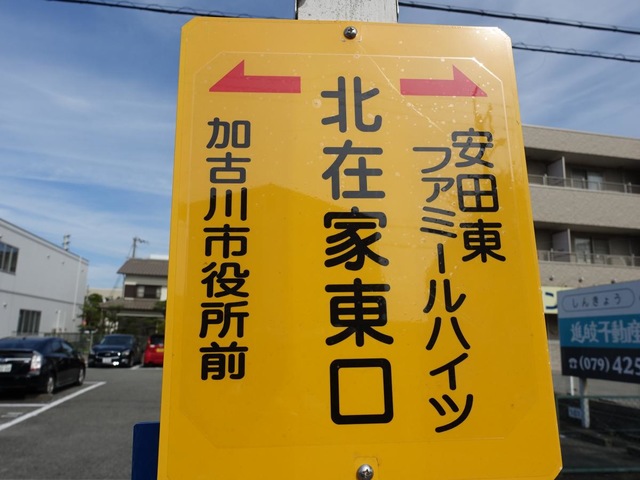 安田東
ファミールハイツ
北在家東口
加古川市役所前
しんきょう
(079) 425